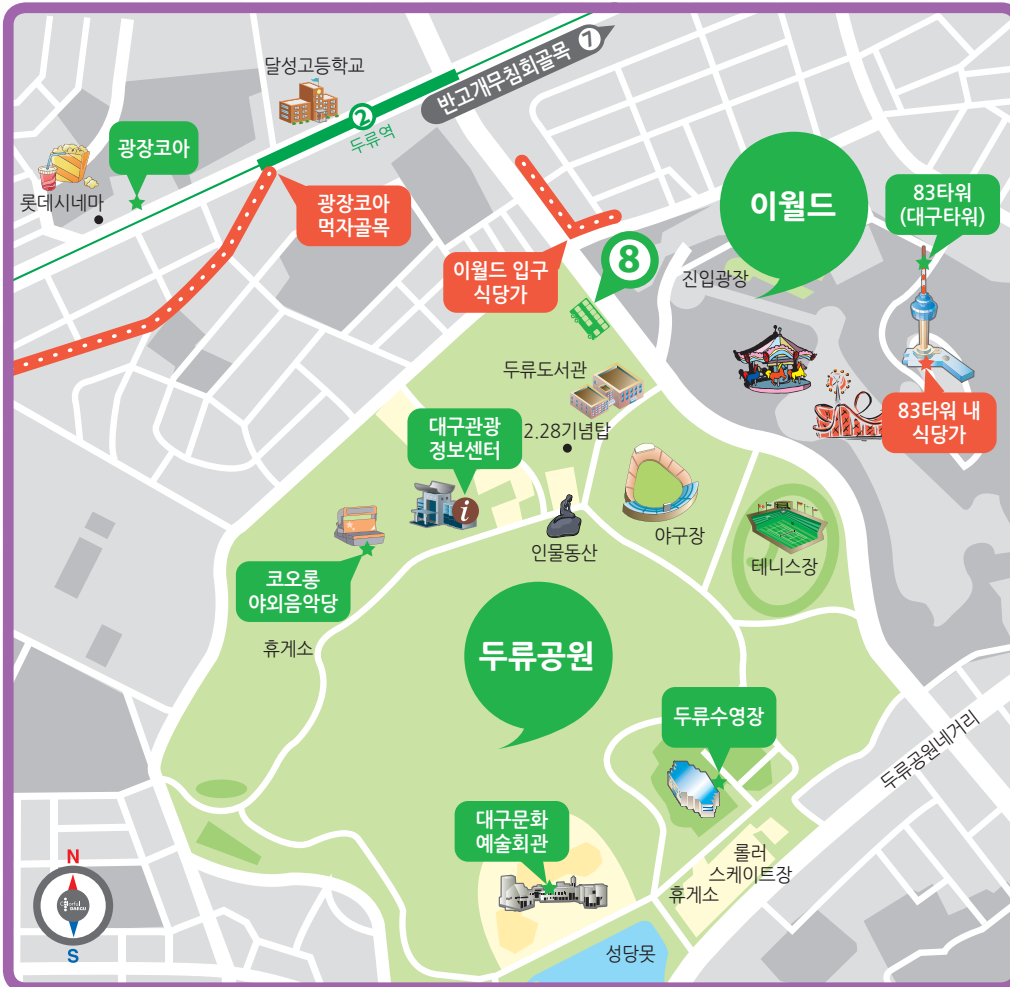 달성고등학교
반고개무침회골목 7
2
두류역
광장코아
롯데시네마
광장코아
먹자골목
이월드 입구
식당가
8
이월드
83타워
(대구타워)
진입광장
83타워 내
식당가
두류도서관
2.28기념탑
대구관광
정보센터
i
인물동산
야구장
테니스장
코오롱
야외음악당
휴게소
두류공원
두류수영장
두류공원네거리
대구문화
예술회관
롤러
스케이트장
휴게소
성당못
N
Colorful
DAEGU
S